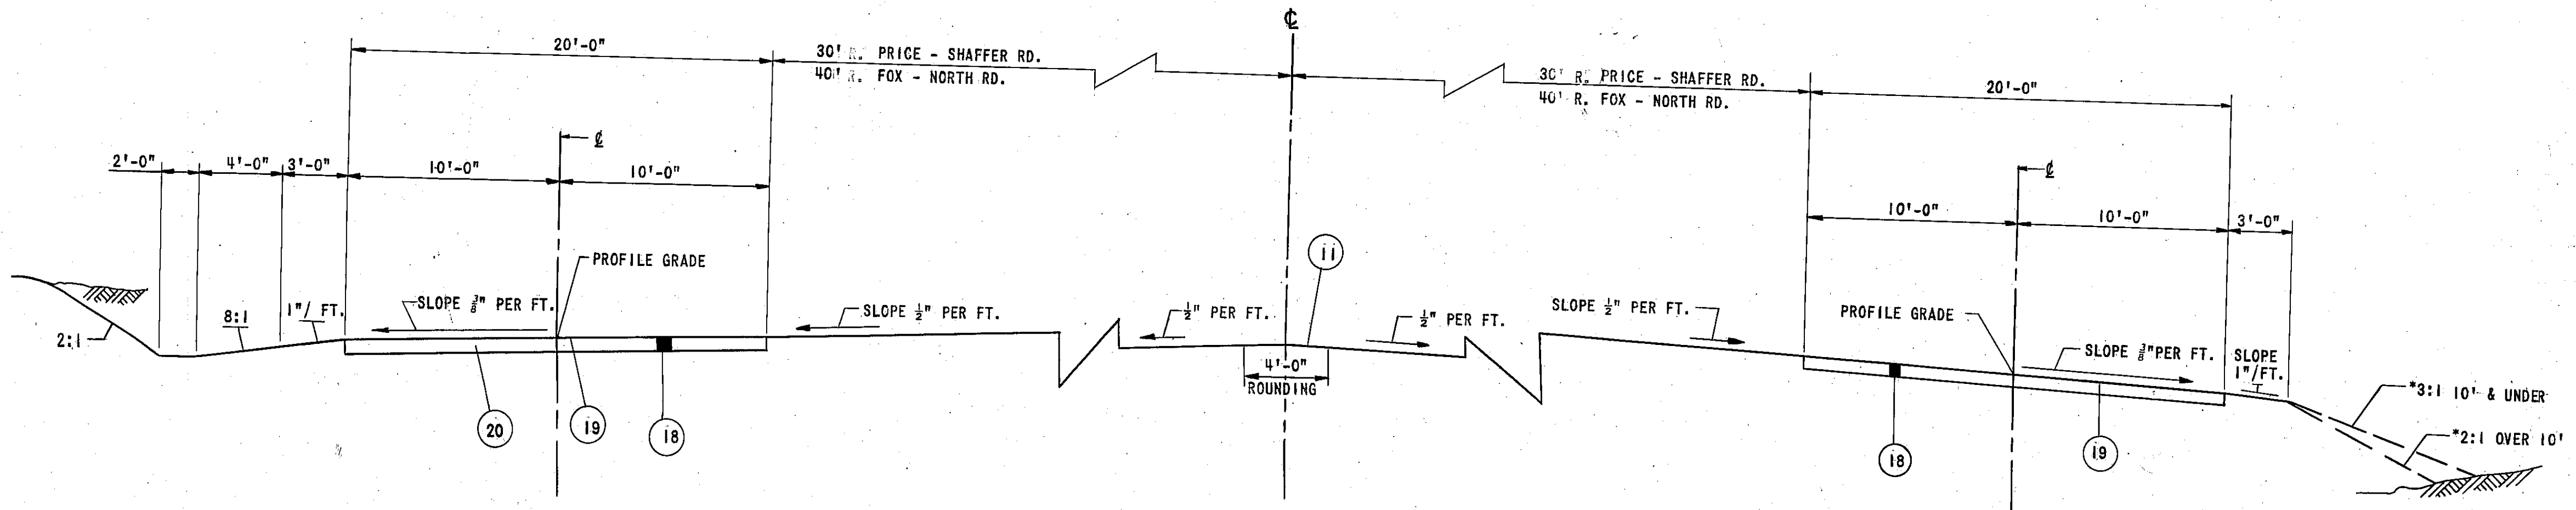 ℄
20'-0"
30' R. PRICE - SHAFFER RD.
40' R. FOX - NORTH RD.
30' R. PRICE - SHAFFER RD.
40' R. FOX - NORTH RD.
20'-0"
℄
2'-0"
4'-0"
3'-0"
10'-0"
10'-0"
℄
10'-0"
10'-0"
3'-0"
PROFILE GRADE
11
2:1
8:1
1"/ FT.
SLOPE 3/8" PER FT.
SLOPE 1/2" PER FT.
1/2" PER FT.
1/2" PER FT.
SLOPE 1/2" PER FT.
PROFILE GRADE
SLOPE 3/8" PER FT.
SLOPE
1"/FT.
4'-0"
ROUNDING
*3:1 10' & UNDER
*2:1 OVER 10'
20
19
18
18
19